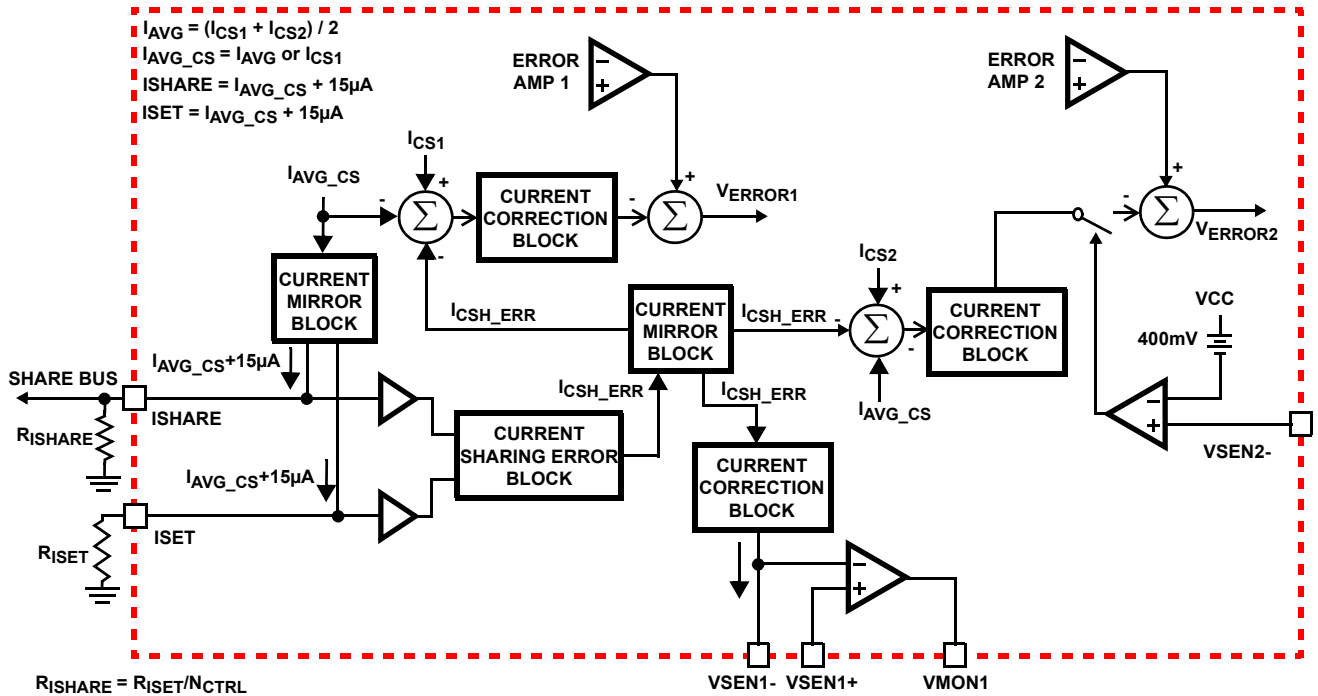 IAVG = (ICS1 + ICS2) / 2
IAVG_CS = IAVG or ICS1
ISHARE = IAVG_CS + 15µA
ISET = IAVG_CS + 15µA
ERROR
AMP 1
−
+
ERROR
AMP 2
−
+
ICS1
+
IAVG_CS
-
Σ
-
CURRENT
CORRECTION
BLOCK
-
+
Σ
VERROR1
+
-
Σ
VERROR2
CURRENT
MIRROR
BLOCK
ICSH_ERR
CURRENT
MIRROR
BLOCK
ICSH_ERR
ICS2
+
-
Σ
-
IAVG_CS
CURRENT
CORRECTION
BLOCK
VCC
400mV
−
+
VSEN2-
IAVG_CS+15µA
SHARE BUS
ISHARE
RISHARE
ICSH_ERR
ICSH_ERR
CURRENT
SHARING ERROR
BLOCK
CURRENT
CORRECTION
BLOCK
IAVG_CS+15µA
ISET
RISET
−
+
VSEN1-
VSEN1+
VMON1
RISHARE = RISET/NCTRL